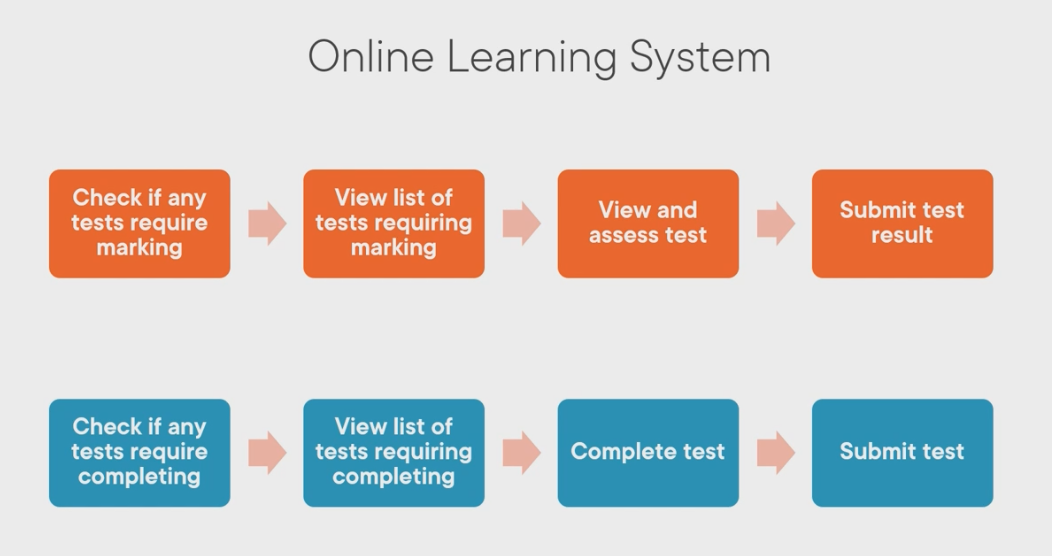 Online Learning System
Check if any
tests require
marking
View list of
tests requiring
marking
View and
assess test
Submit test
result
Check if any
tests require
completing
View list of
tests requiring
completing
Complete test
Submit test